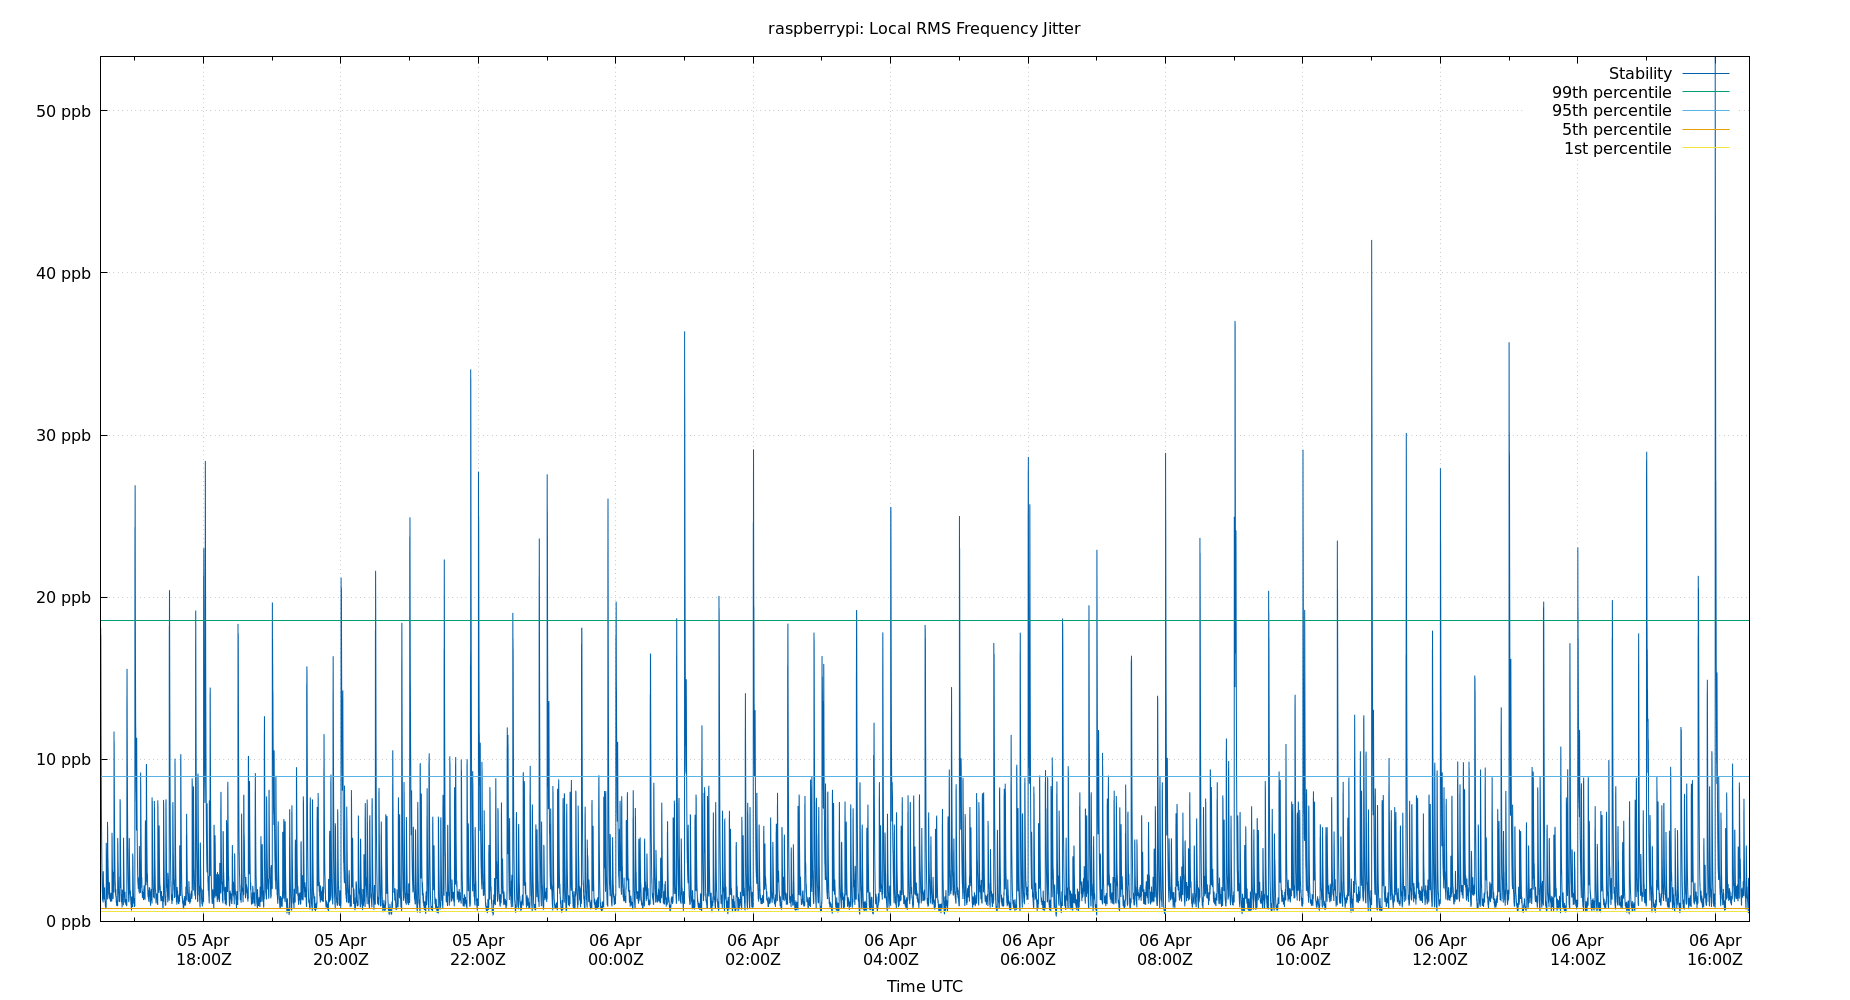 raspberrypi: Local RMS Frequency Jitter
Stability
99th percentile
95th percentile
5th percentile
1st percentile
50 ppb
40 ppb
30 ppb
20 ppb
10 ppb
0 ppb
05 Apr 05 Apr 05 Apr 06 Apr 06 Apr 06 Apr 06 Apr 06 Apr 06 Apr 06 Apr 06 Apr 06 Apr
18:00Z 20:00Z 22:00Z 00:00Z 02:00Z 04:00Z 06:00Z 08:00Z 10:00Z 12:00Z 14:00Z 16:00Z
Time UTC